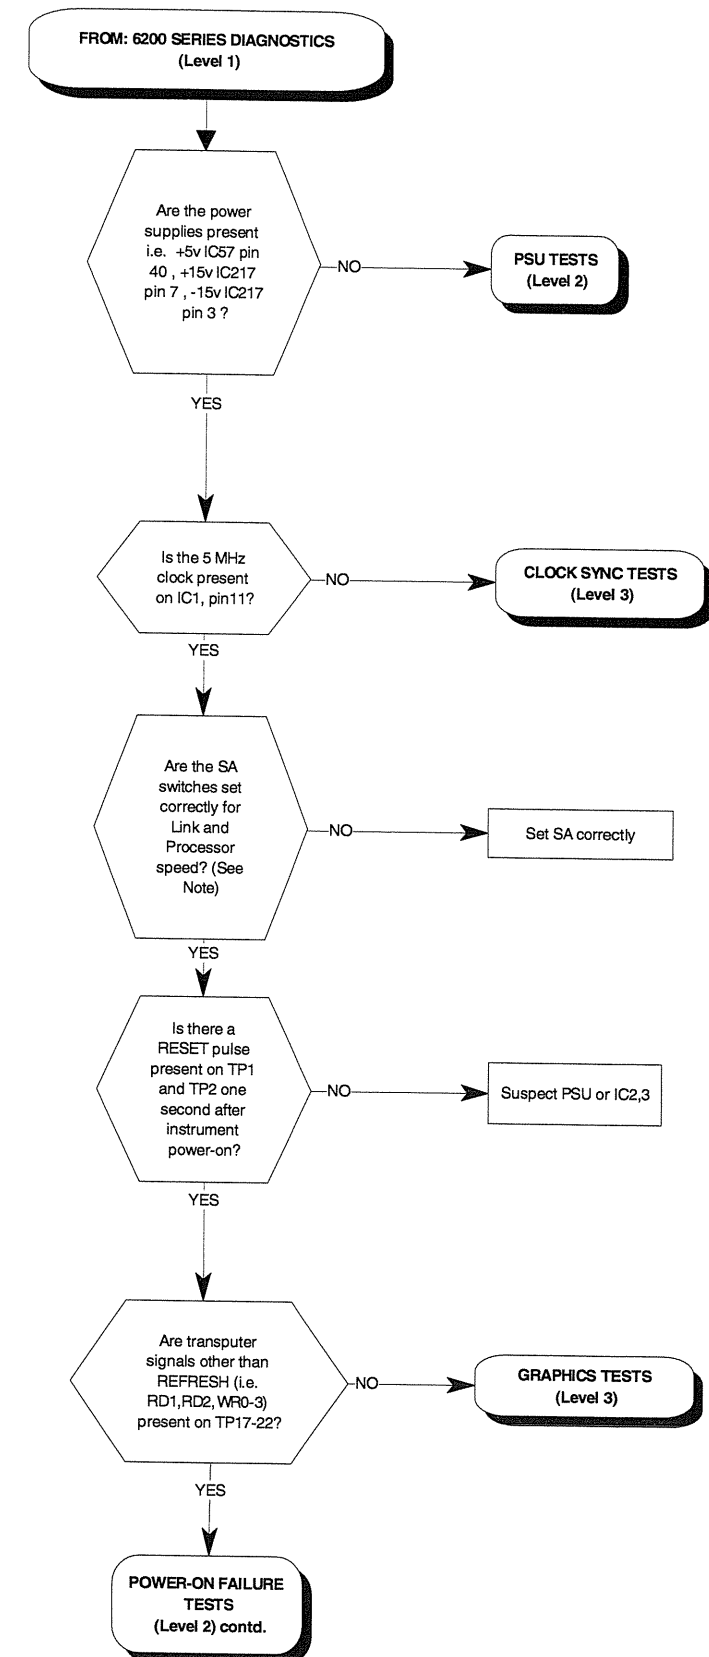 FROM: 6200 SERIES DIAGNOSTICS
(Level 1)
Are the power
supplies present
i.e. +5v IC57 pin
40 , +15v IC217
pin 7 , -15v IC217
pin 3 ?
NO
PSU TESTS
(Level 2)
YES
Is the 5 MHz
clock present
on IC1, pin11?
NO
CLOCK SYNC TESTS
(Level 3)
YES
Are the SA
switches set
correctly for
Link and
Processor
speed? (See
Note)
NO
Set SA correctly
YES
Is there a
RESET pulse
present on TP1
and TP2 one
second after
instrument
power-on?
NO
Suspect PSU or IC2,3
YES
Are transputer
signals other than
REFRESH (i.e.
RD1,RD2, WR0-3)
present on TP17-22?
NO
GRAPHICS TESTS
(Level 3)
YES
POWER-ON FAILURE
TESTS
(Level 2) contd.